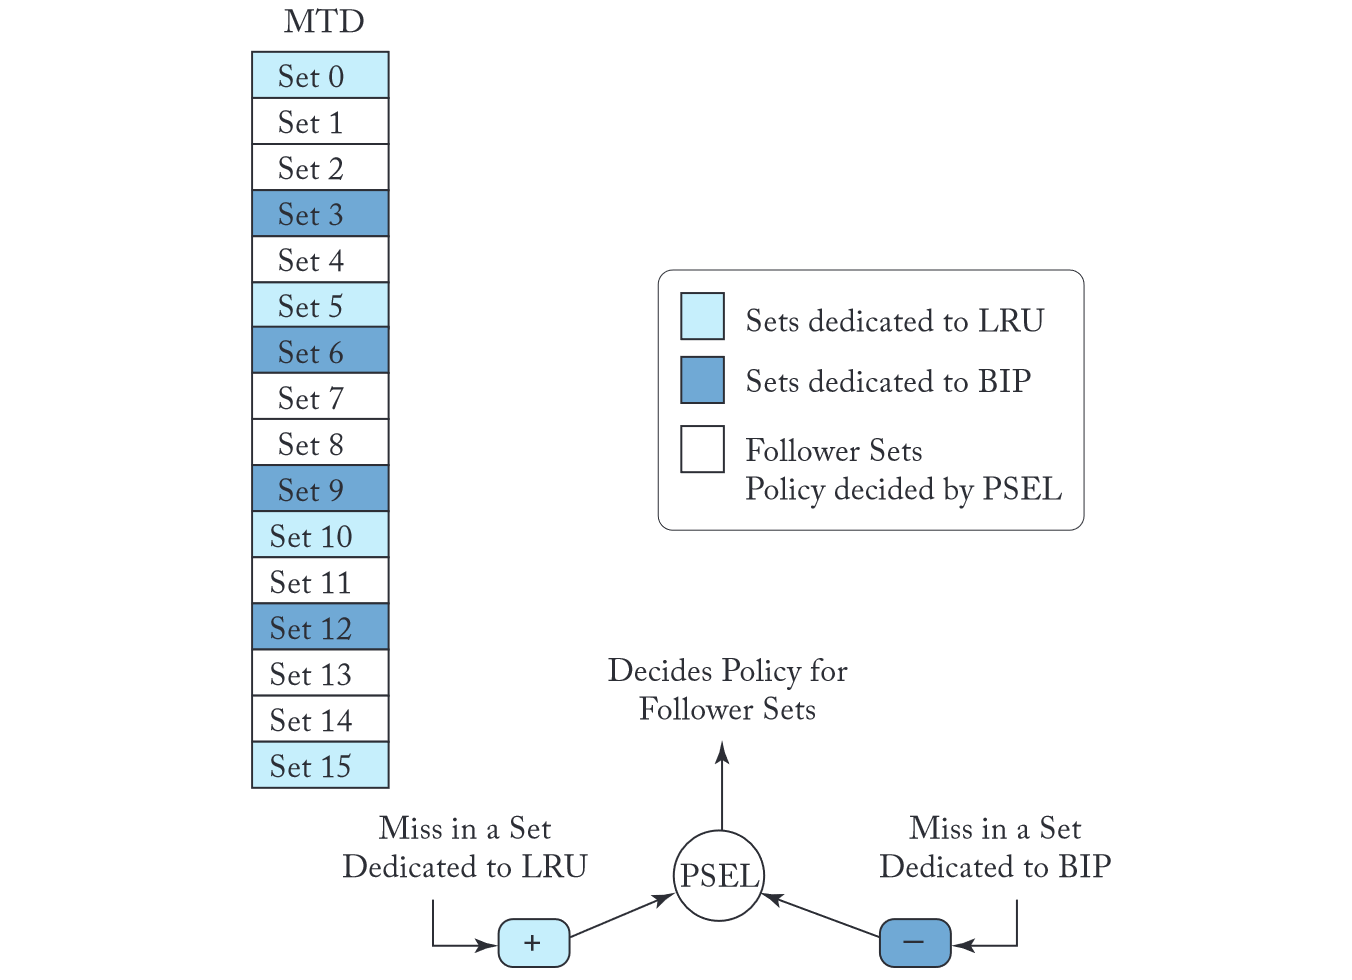 MTD
Set 0
Set 1
Set 2
Set 3
Set 4
Set 5
Set 6
Set 7
Set 8
Set 9
Set 10
Set 11
Set 12
Set 13
Set 14
Set 15
Sets dedicated to LRU
Sets dedicated to BIP
Follower Sets
Policy decided by PSEL
Decides Policy for
Follower Sets
Miss in a Set
Dedicated to LRU
Miss in a Set
Dedicated to BIP
PSEL
+
−